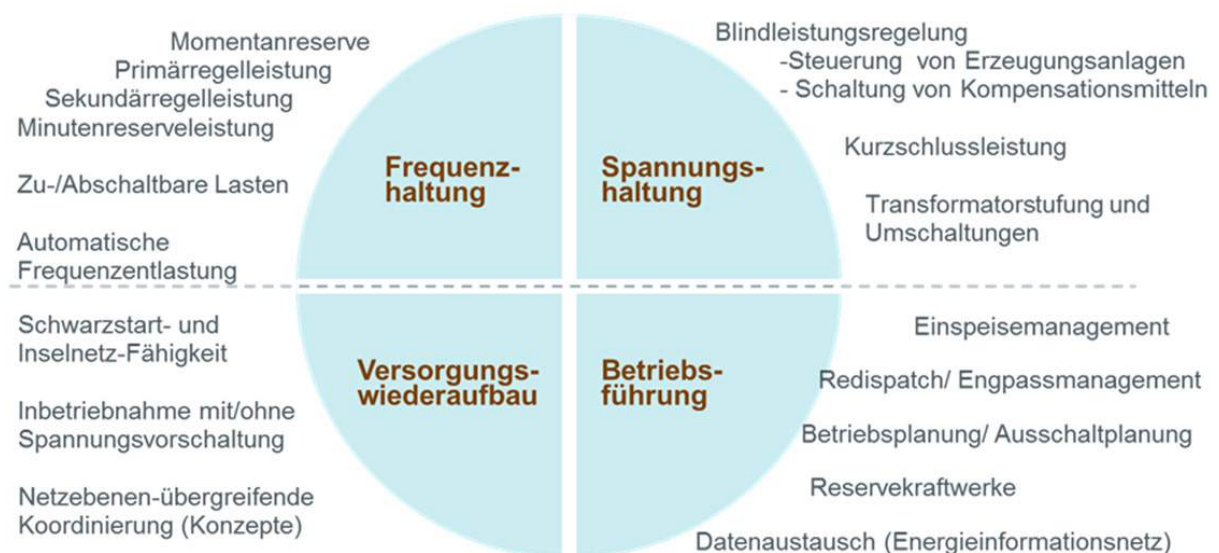 Momentanreserve
Primärregelleistung
Sekundärregelleistung
Minutenreserveleistung
Zu-/Abschaltbare Lasten
Automatische
Frequenzentlastung
Frequenz-
haltung
Spannungs-
haltung
Blindleistungsregelung
-Steuerung von Erzeugungsanlagen
- Schaltung von Kompensationsmitteln
Kurzschlussleistung
Transformatorstufung und
Umschaltungen
Schwarzstart- und
Inselnetz-Fähigkeit
Inbetriebnahme mit/ohne
Spannungsvorschaltung
Netzebenen-übergreifende
Koordinierung (Konzepte)
Versorgungs-
wiederaufbau
Betriebs-
führung
Einspeisemanagement
Redispatch/ Engpassmanagement
Betriebsplanung/ Ausschaltplanung
Reservekraftwerke
Datenaustausch (Energieinformationsnetz)